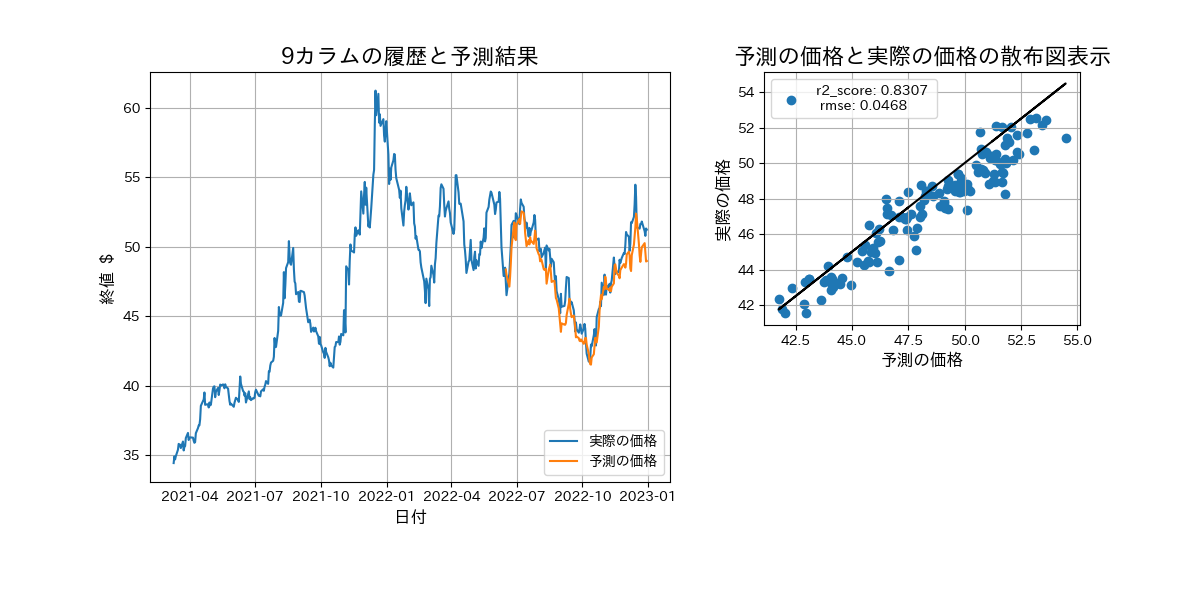 9カラムの履歴と予測結果
60
55
50
45
40
35
終値 $
2021-04 2021-07 2021-10 2022-01 2022-04 2022-07 2022-10 2023-01
日付
実際の価格
予測の価格
予測の価格と実際の価格の散布図表示
r2_score: 0.8307
rmse: 0.0468
54
52
50
48
46
44
42
実際の価格
42.5 45.0 47.5 50.0 52.5 55.0
予測の価格